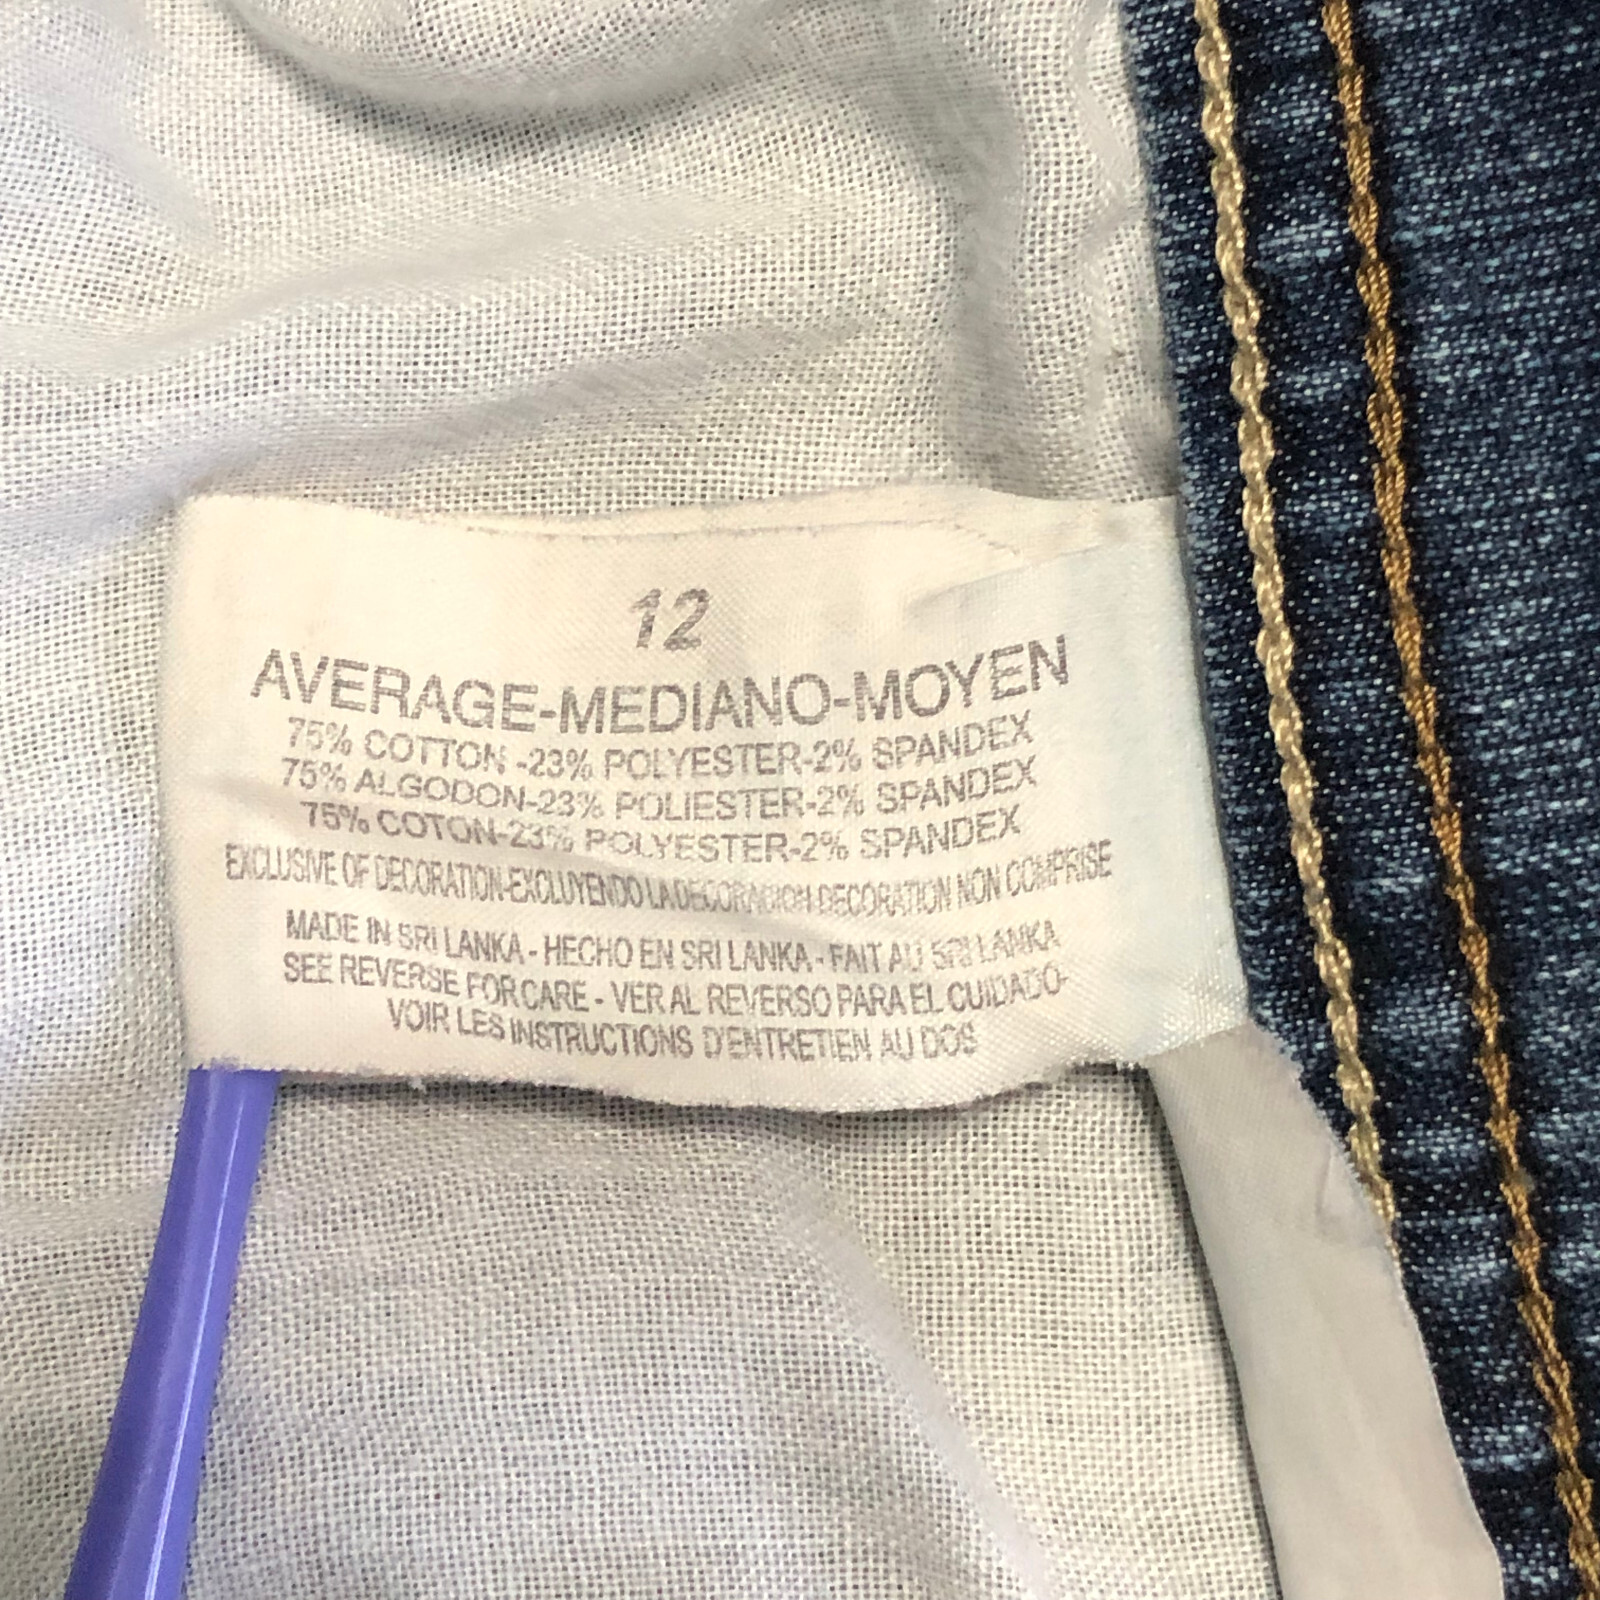 12
AVERAGE-MEDIANO-MOYEN
75% COTTON -23% POLYESTER-2% SPANDEX
75% ALGODON-23% POLIESTER-2% SPANDEX
75% COTON-23% POLYESTER-2% SPANDEX
EXCLUSIVE OF DECORATION-EXCLUYENDO LA DECORACION-DECORATION NON COMPRISE
MADE IN SRI LANKA - HECHO EN SRI LANKA - FAIT AU SRI LANKA
SEE REVERSE FOR CARE - VER AL REVERSO PARA EL CUIDADO-
VOIR LES INSTRUCTIONS D'ENTRETIEN AU DOS